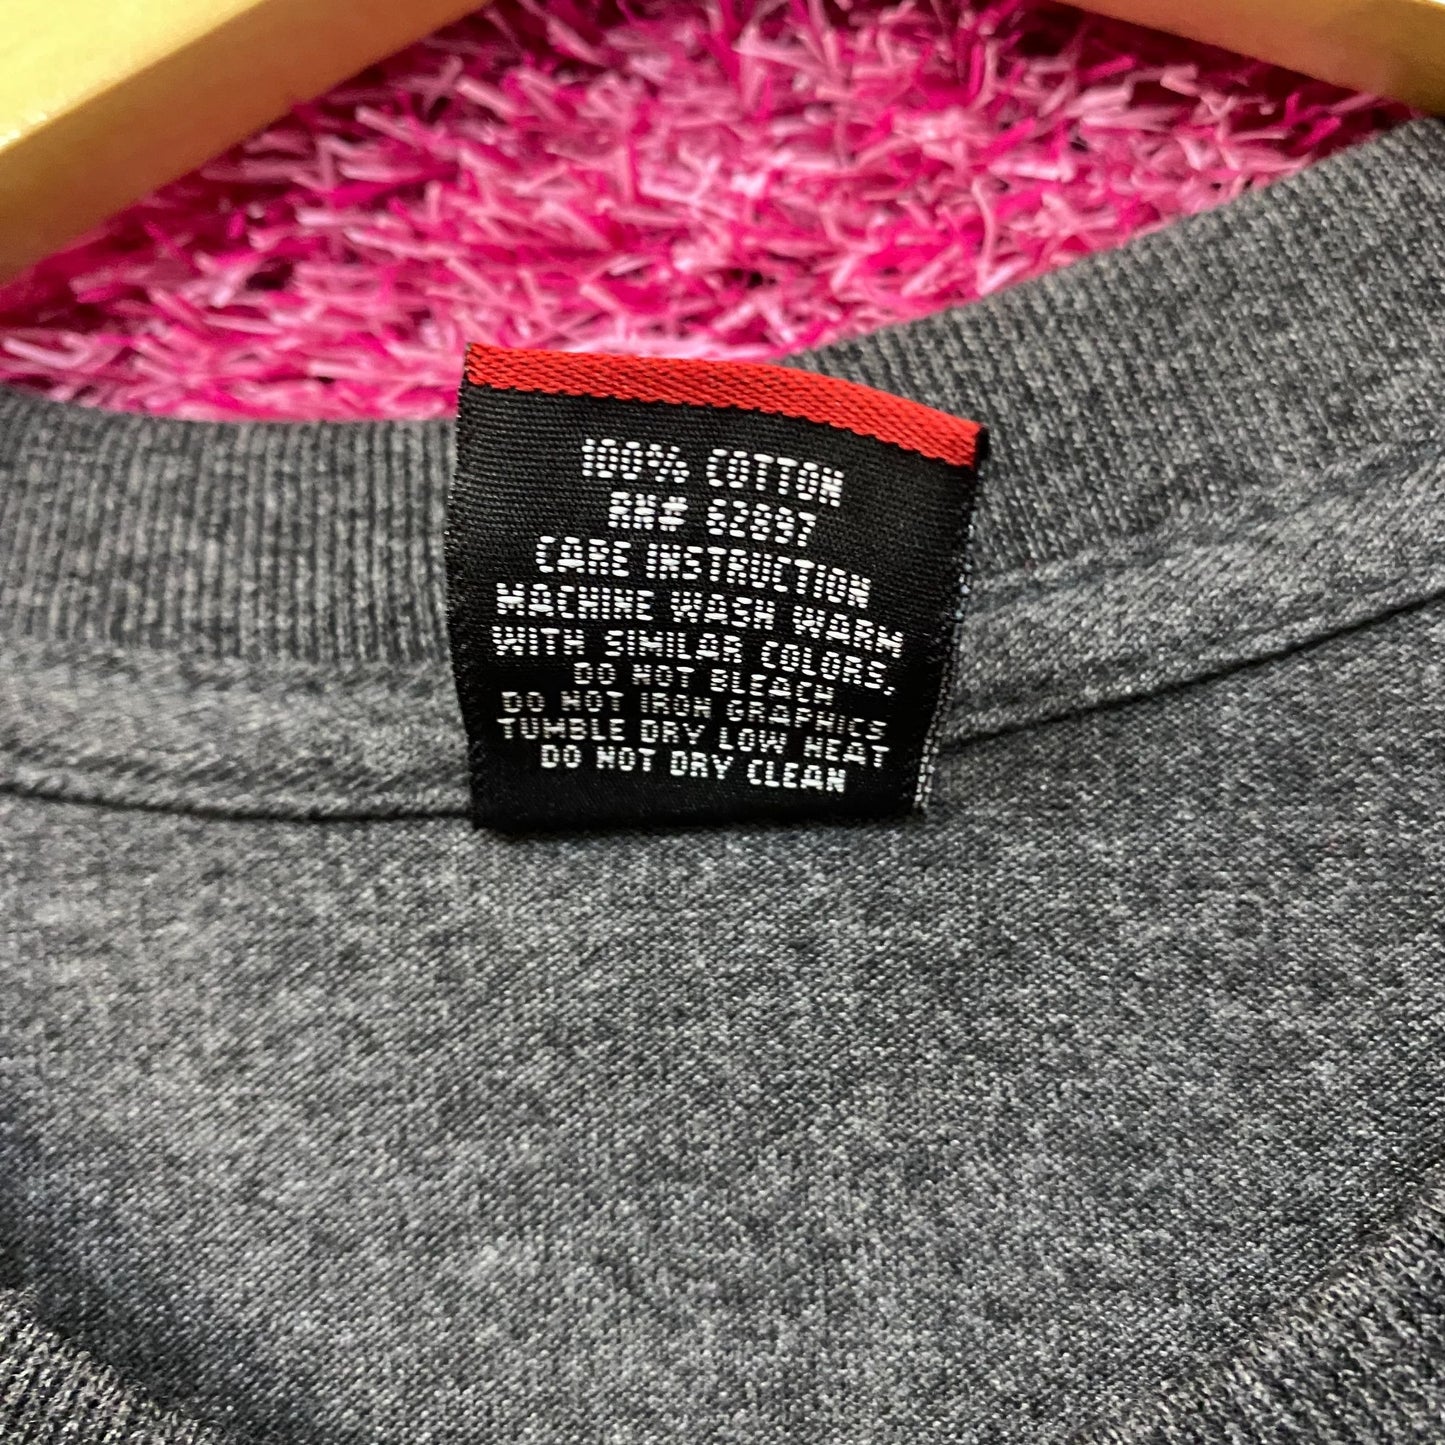 100% COTTON
RN# 62897
CARE INSTRUCTION
MACHINE WASH WARM
WITH SIMILAR COLORS.
DO NOT BLEACH
DO NOT IRON GRAPHICS
TUMBLE DRY LOW HEAT
DO NOT DRY CLEAN